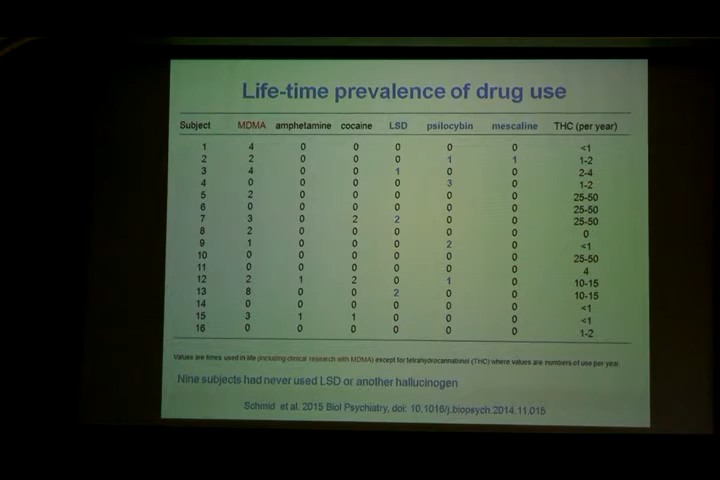 Life-time prevalence of drug use
Subject MDMA amphetamine cocaine LSD psilocybin mescaline THC (per year)
1 4 0 0 0 0 0 <1
2 2 0 0 0 1 1 1-2
3 4 0 0 1 0 0 2-4
4 0 0 0 0 3 0 1-2
5 2 0 0 0 0 0 25-50
6 0 0 0 0 0 0 25-50
7 3 0 2 2 0 0 25-50
8 2 0 0 0 0 0 0
9 1 0 0 0 2 0 <1
10 0 0 0 0 0 0 25-50
11 0 0 0 0 0 0 4
12 2 1 2 0 1 0 10-15
13 8 0 0 2 0 0 10-15
14 0 0 0 0 0 0 <1
15 3 1 1 0 0 0 <1
16 0 0 0 0 0 0 1-2
Values are times used in life (including clinical research with MDMA) except for tetrahydrocannabinol (THC) where values are numbers of use per year.
Nine subjects had never used LSD or another hallucinogen
Schmid et al. 2015 Biol Psychiatry, doi: 10.1016/j.biopsych.2014.11.015